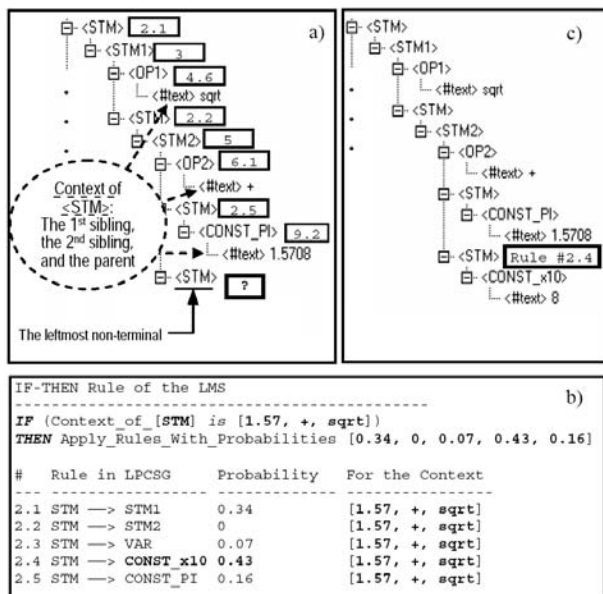 a)
<STM> 2.1
<STM1> 3
<OP1> 4.6
<#text> sqrt
<STM> 2.2
<STM2> 5
<OP2> 6.1
<#text> +
<STM> 2.5
<CONST_PI> 9.2
<#text> 1.5708
<STM> ?
Context of
<STM>:
The 1st sibling,
the 2nd sibling,
and the parent
The leftmost non-terminal
c)
<STM>
<STM1>
<OP1>
<#text> sqrt
<STM>
<STM2>
<OP2>
<#text> +
<STM>
<CONST_PI>
<#text> 1.5708
<STM> Rule #2.4
<CONST_x10>
<#text> 8
b)
IF-THEN Rule of the LMS
-----------------------------------------------
IF (Context_of_[STM] is [1.57, +, sqrt])
THEN Apply_Rules_With_Probabilities [0.34, 0, 0.07, 0.43, 0.16]
# Rule in LPCSG Probability For the Context
--- ---------------- --------------- -------------------
2.1 STM —> STM1 0.34 [1.57, +, sqrt]
2.2 STM —> STM2 0 [1.57, +, sqrt]
2.3 STM —> VAR 0.07 [1.57, +, sqrt]
2.4 STM —> CONST_x10 0.43 [1.57, +, sqrt]
2.5 STM —> CONST_PI 0.16 [1.57, +, sqrt]